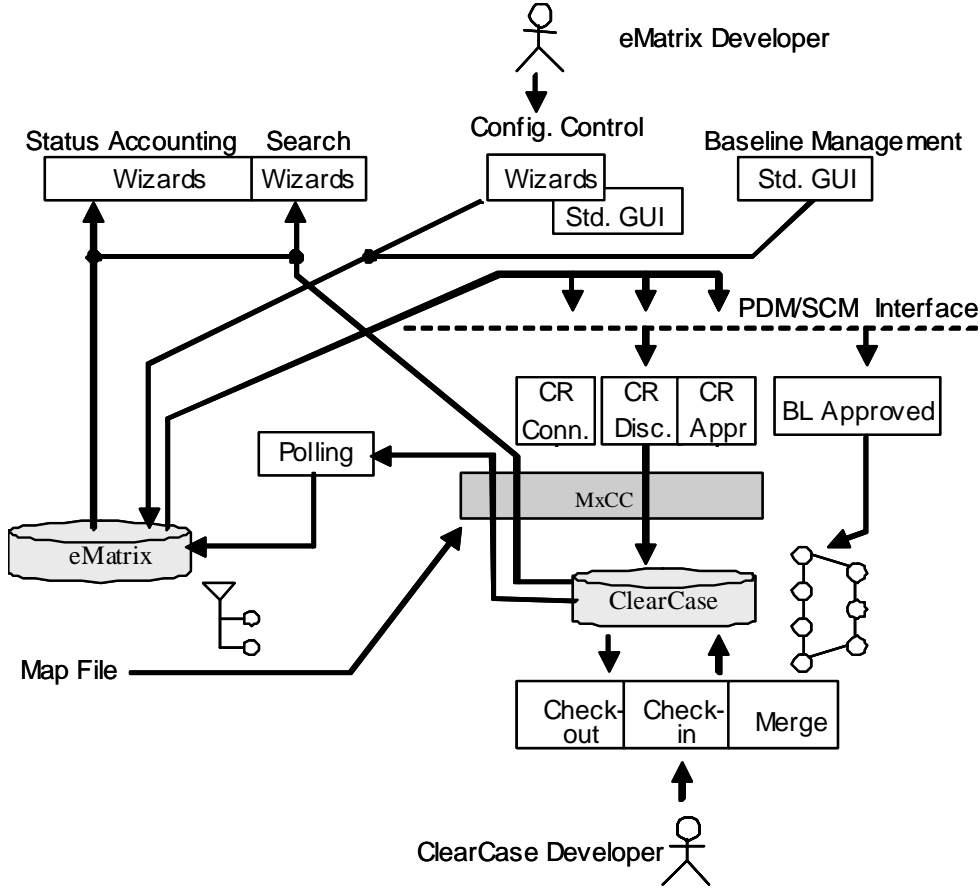 eMatrix Developer
Config. Control
Status Accounting
Search
Baseline Management
Wizards
Wizards
Wizards
Std. GUI
Std. GUI
PDM/SCM Interface
CR
Conn.
CR
Disc.
CR
Appr
BL Approved
Polling
MxCC
eMatrix
ClearCase
Map File
Check-
out
Check-
in
Merge
ClearCase Developer